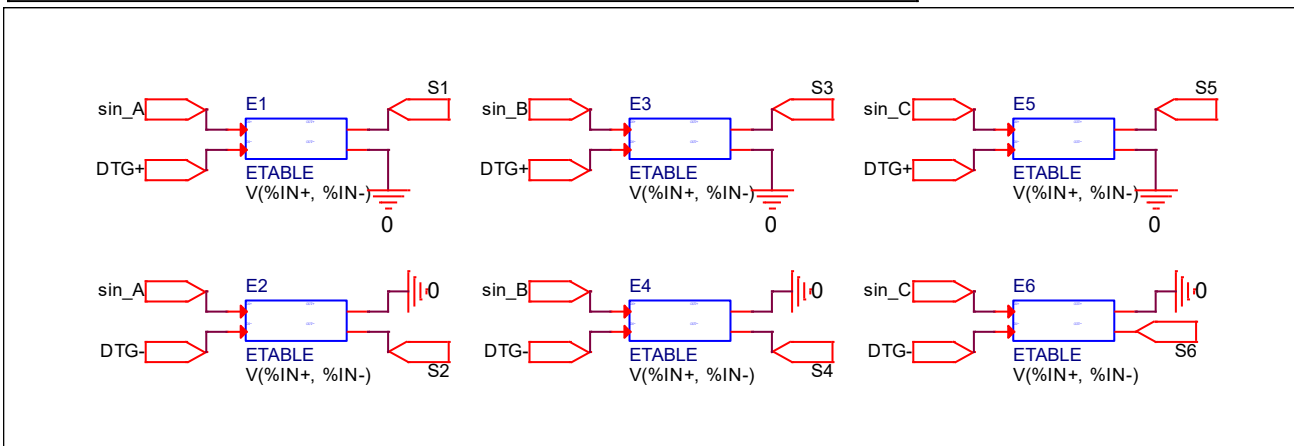 S1
S3
S5
sin_A
E1
sin_B
E3
sin_C
E5
DTG+
ETABLE
V(%IN+, %IN-)
0
DTG+
ETABLE
V(%IN+, %IN-)
0
DTG+
ETABLE
V(%IN+, %IN-)
0
sin_A
E2
0
sin_B
E4
0
sin_C
E6
0
DTG-
ETABLE
V(%IN+, %IN-)
S2
DTG-
ETABLE
V(%IN+, %IN-)
S4
DTG-
ETABLE
V(%IN+, %IN-)
S6